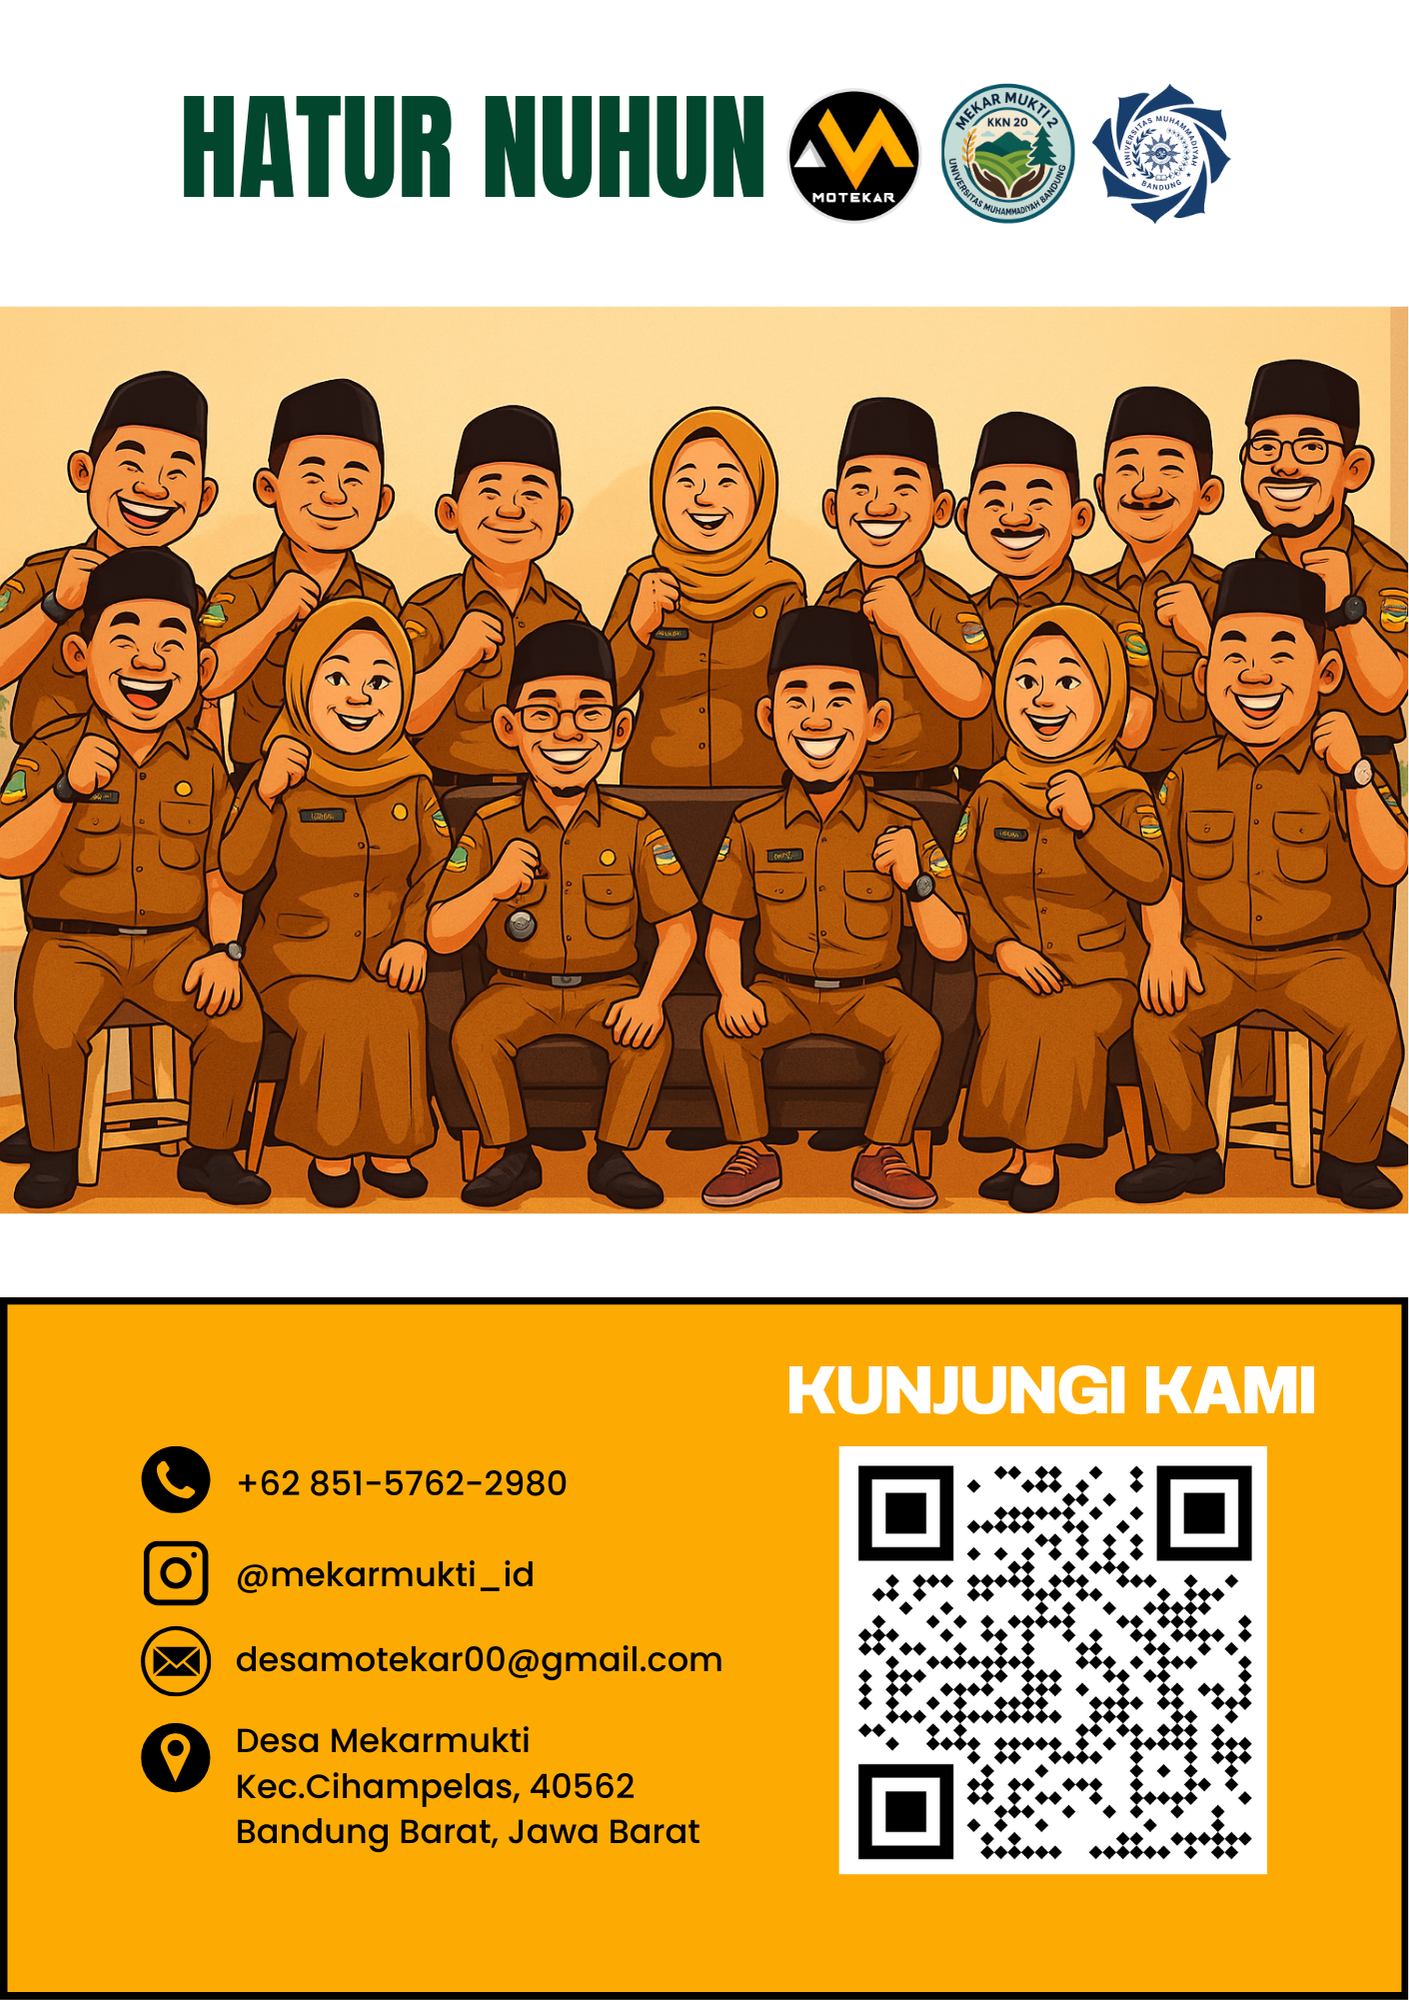 HATUR NUHUN
MOTEKAR
MEKAR MUKTI 2
KKN 20
UNIVERSITAS MUHAMMADIYAH BANDUNG
UNIVERSITAS MUHAMMADIYAH
BANDUNG
KUNJUNGI KAMI
+62 851-5762-2980
@mekarmukti_id
desamotekar00@gmail.com
Desa Mekarmukti
Kec.Cihampelas, 40562
Bandung Barat, Jawa Barat